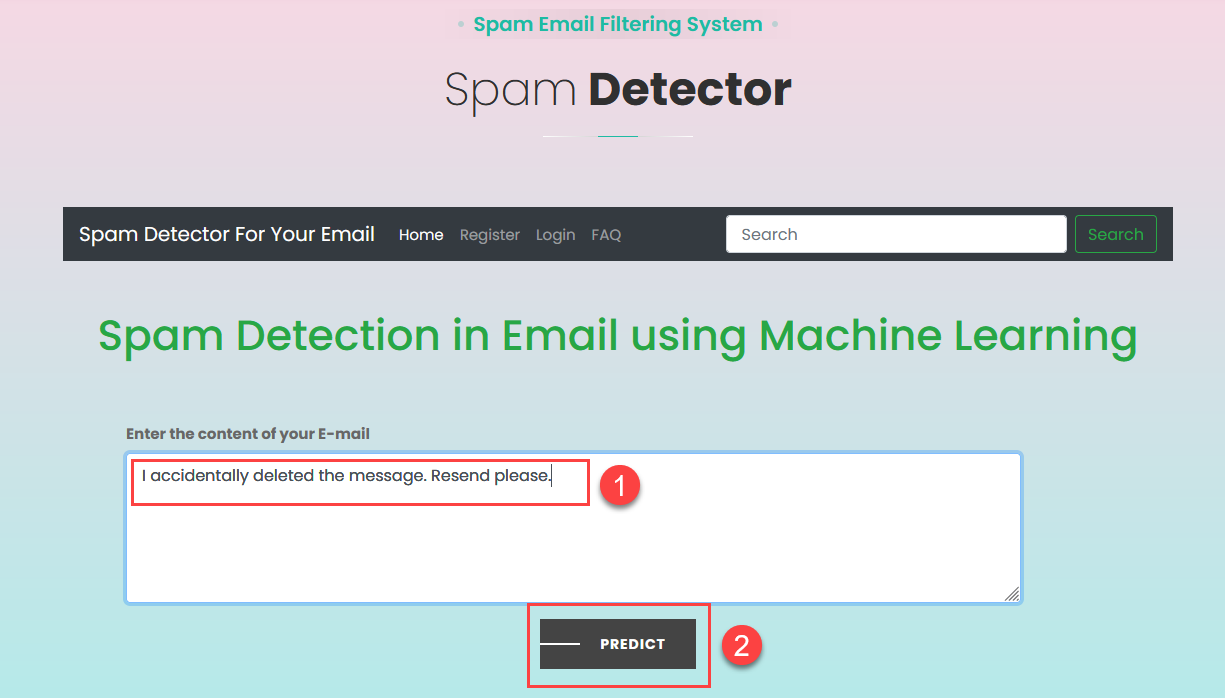 Spam Email Filtering System
Spam Detector
Spam Detector For Your Email Home Register Login FAQ Search Search
Spam Detection in Email using Machine Learning
Enter the content of your E-mail
I accidentally deleted the message. Resend please.
1
PREDICT
2